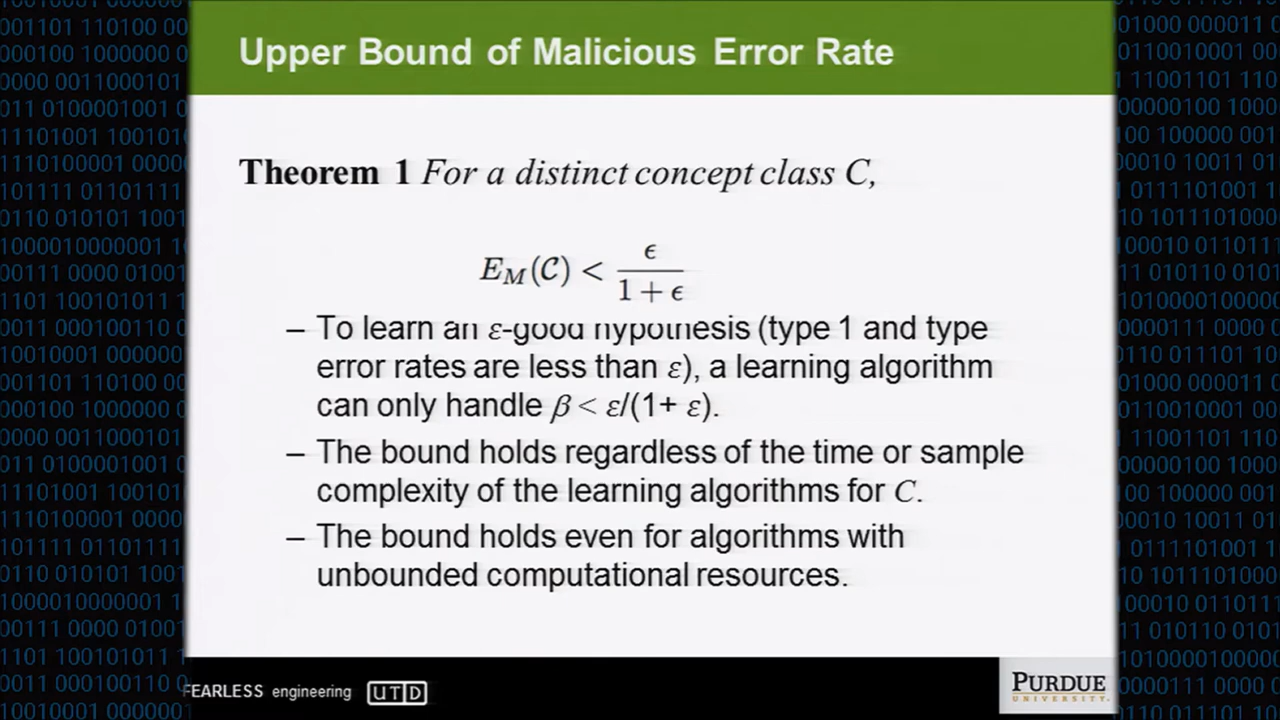 Upper Bound of Malicious Error Rate
Theorem 1 For a distinct concept class C,
E_M(C) < ϵ / (1 + ϵ)
– To learn an ε-good hypothesis (type 1 and type
error rates are less than ε), a learning algorithm
can only handle β < ε/(1+ ε).
– The bound holds regardless of the time or sample
complexity of the learning algorithms for C.
– The bound holds even for algorithms with
unbounded computational resources.
FEARLESS engineering UTD
PURDUE
UNIVERSITY